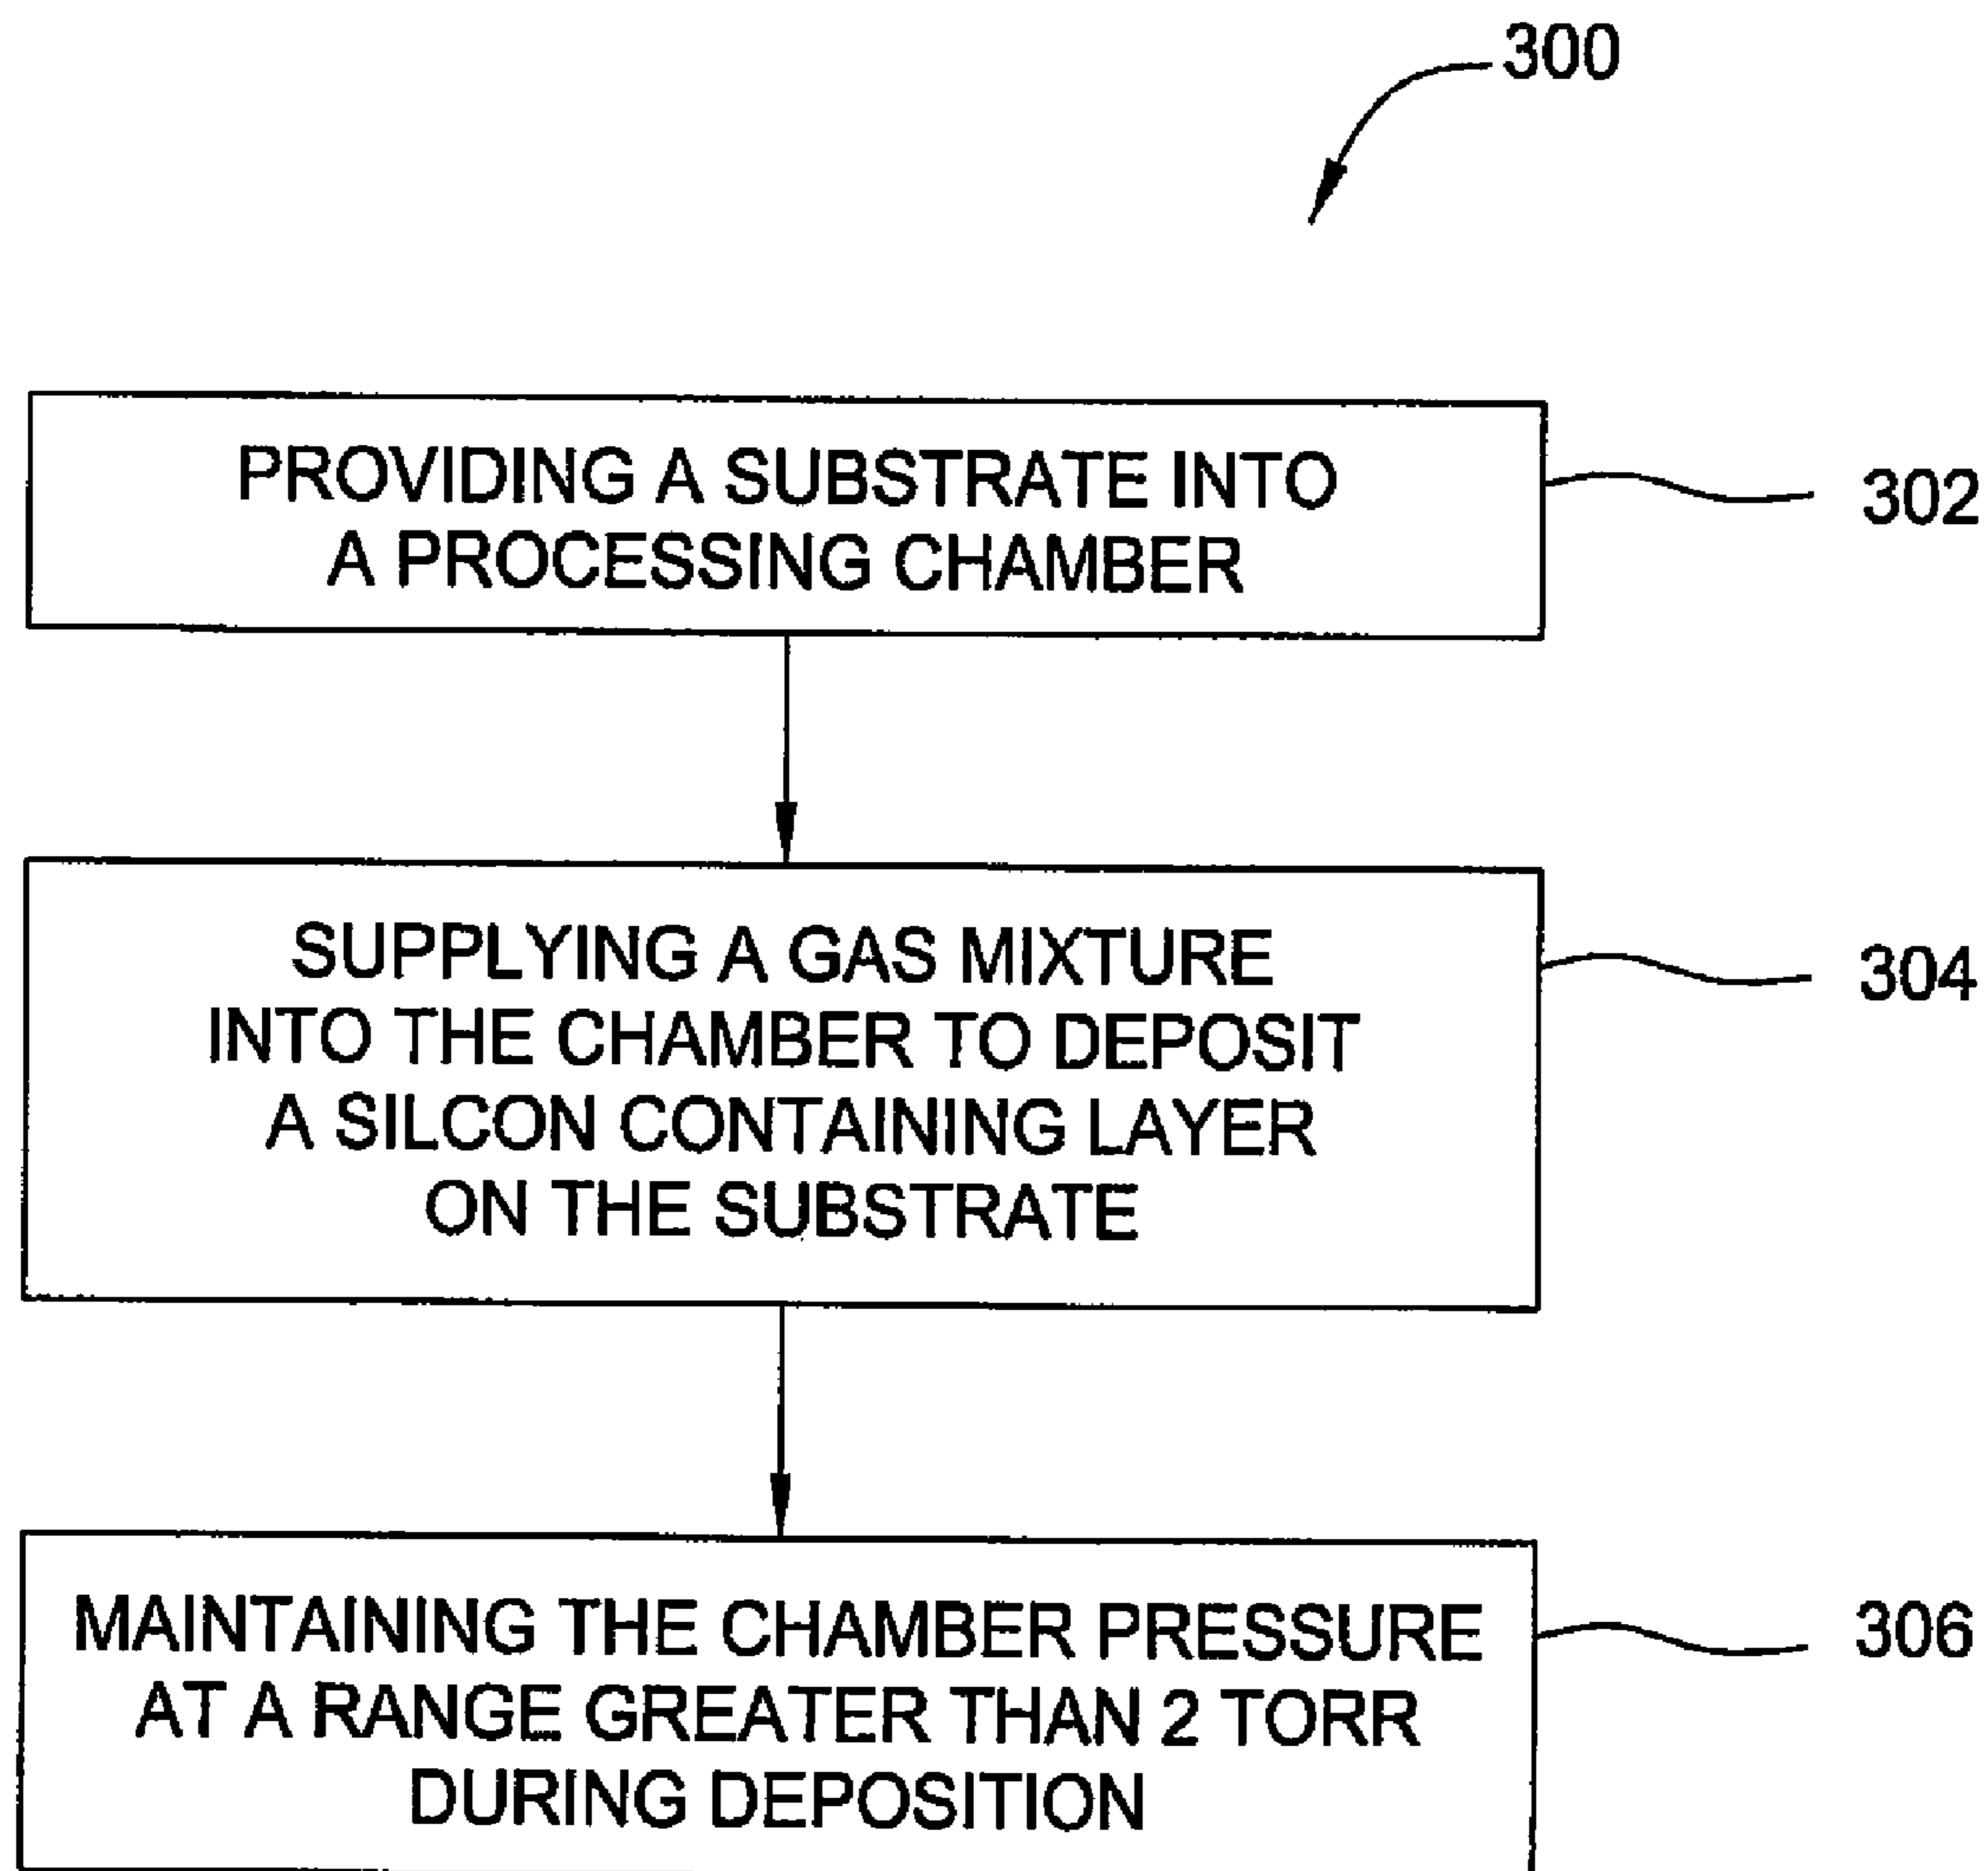 300
PROVIDING A SUBSTRATE INTO
A PROCESSING CHAMBER
302
SUPPLYING A GAS MIXTURE
INTO THE CHAMBER TO DEPOSIT
A SILCON CONTAINING LAYER
ON THE SUBSTRATE
304
MAINTAINING THE CHAMBER PRESSURE
AT A RANGE GREATER THAN 2 TORR
DURING DEPOSITION
306